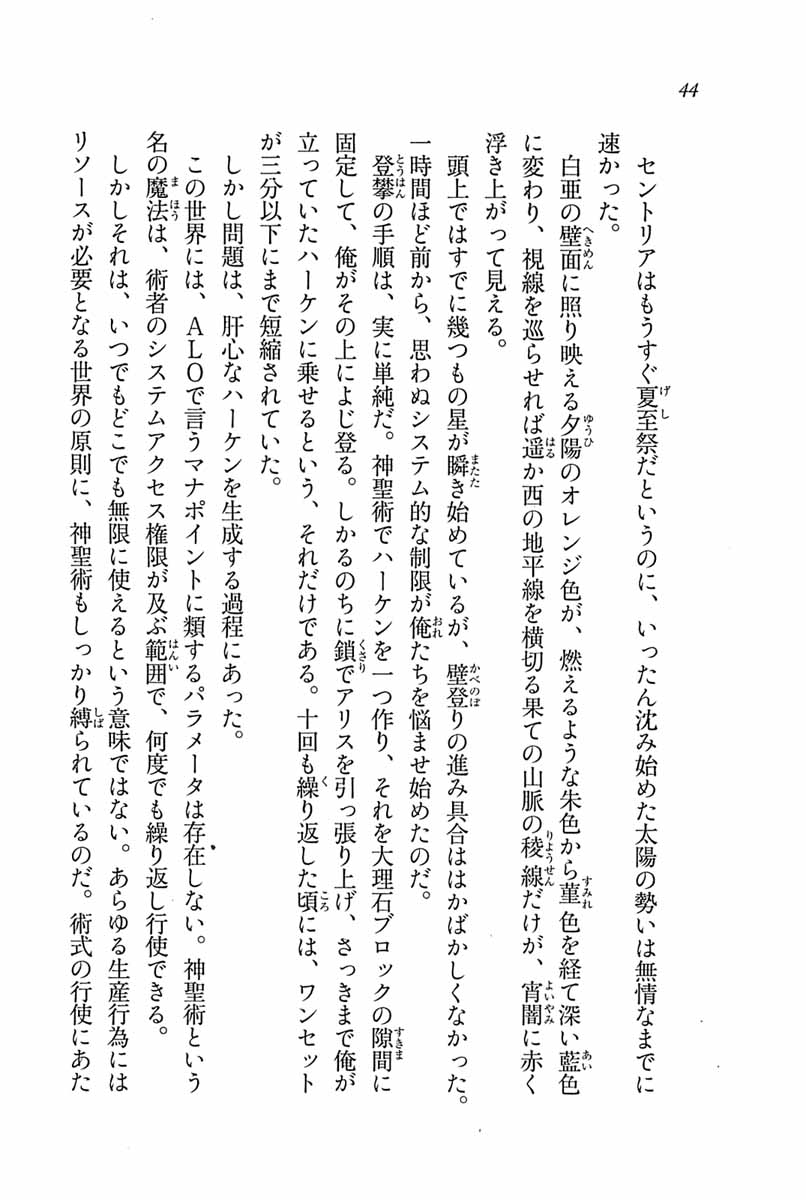 44
セントリアはもうすぐ夏至祭だというのに、いったん沈み始めた太陽の勢いは無情なまでに
速かった。
白亜の壁面に照り映える夕陽のオレンジ色が、燃えるような朱色から菫色を経て深い藍色
に変わり、視線を巡らせれば遥か西の地平線を横切る果ての山脈の稜線だけが、宵闇に赤く
浮き上がって見える。
頭上ではすでに幾つもの星が瞬き始めているが、壁登りの進み具合ははかばかしくなかった。
一時間ほど前から、思わぬシステム的な制限が俺たちを悩ませ始めたのだ。
登攀の手順は、実に単純だ。神聖術でハーケンを一つ作り、それを大理石ブロックの隙間に
固定して、俺がその上によじ登る。しかるのちに鎖でアリスを引っ張り上げ、さっきまで俺が
立っていたハーケンに乗せるという、それだけである。十回も繰り返した頃には、ワンセット
が三分以下にまで短縮されていた。
しかし問題は、肝心なハーケンを生成する過程にあった。
この世界には、ALOで言うマナポイントに類するパラメータは存在しない。神聖術という
名の魔法は、術者のシステムアクセス権限が及ぶ範囲で、何度でも繰り返し行使できる。
しかしそれは、いつでもどこでも無限に使えるという意味ではない。あらゆる生産行為には
リソースが必要となる世界の原則に、神聖術もしっかり縛られているのだ。術式の行使にあた